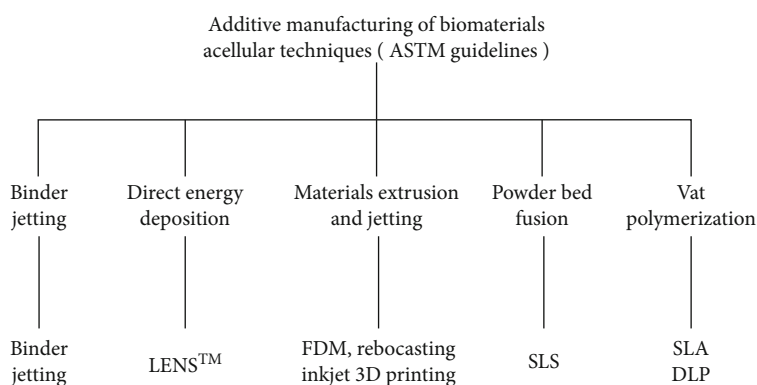 Additive manufacturing of biomaterials
acellular techniques ( ASTM guidelines )
Binder
jetting
Direct energy
deposition
Materials extrusion
and jetting
Powder bed
fusion
Vat
polymerization
Binder
jetting
LENS™
FDM, rebocasting
inkjet 3D printing
SLS
SLA
DLP